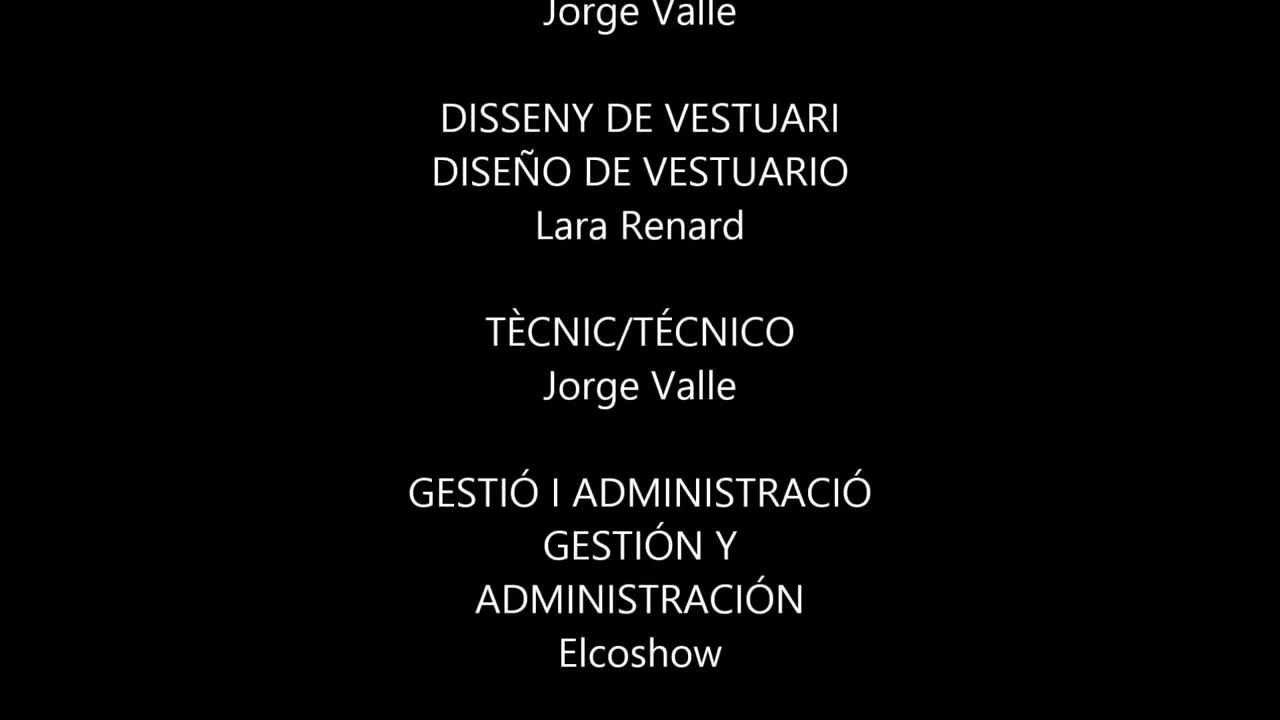 Jorge Valle
DISSENY DE VESTUARI
DISEÑO DE VESTUARIO
Lara Renard
TÈCNIC/TÉCNICO
Jorge Valle
GESTIÓ I ADMINISTRACIÓ
GESTIÓN Y
ADMINISTRACIÓN
Elcoshow